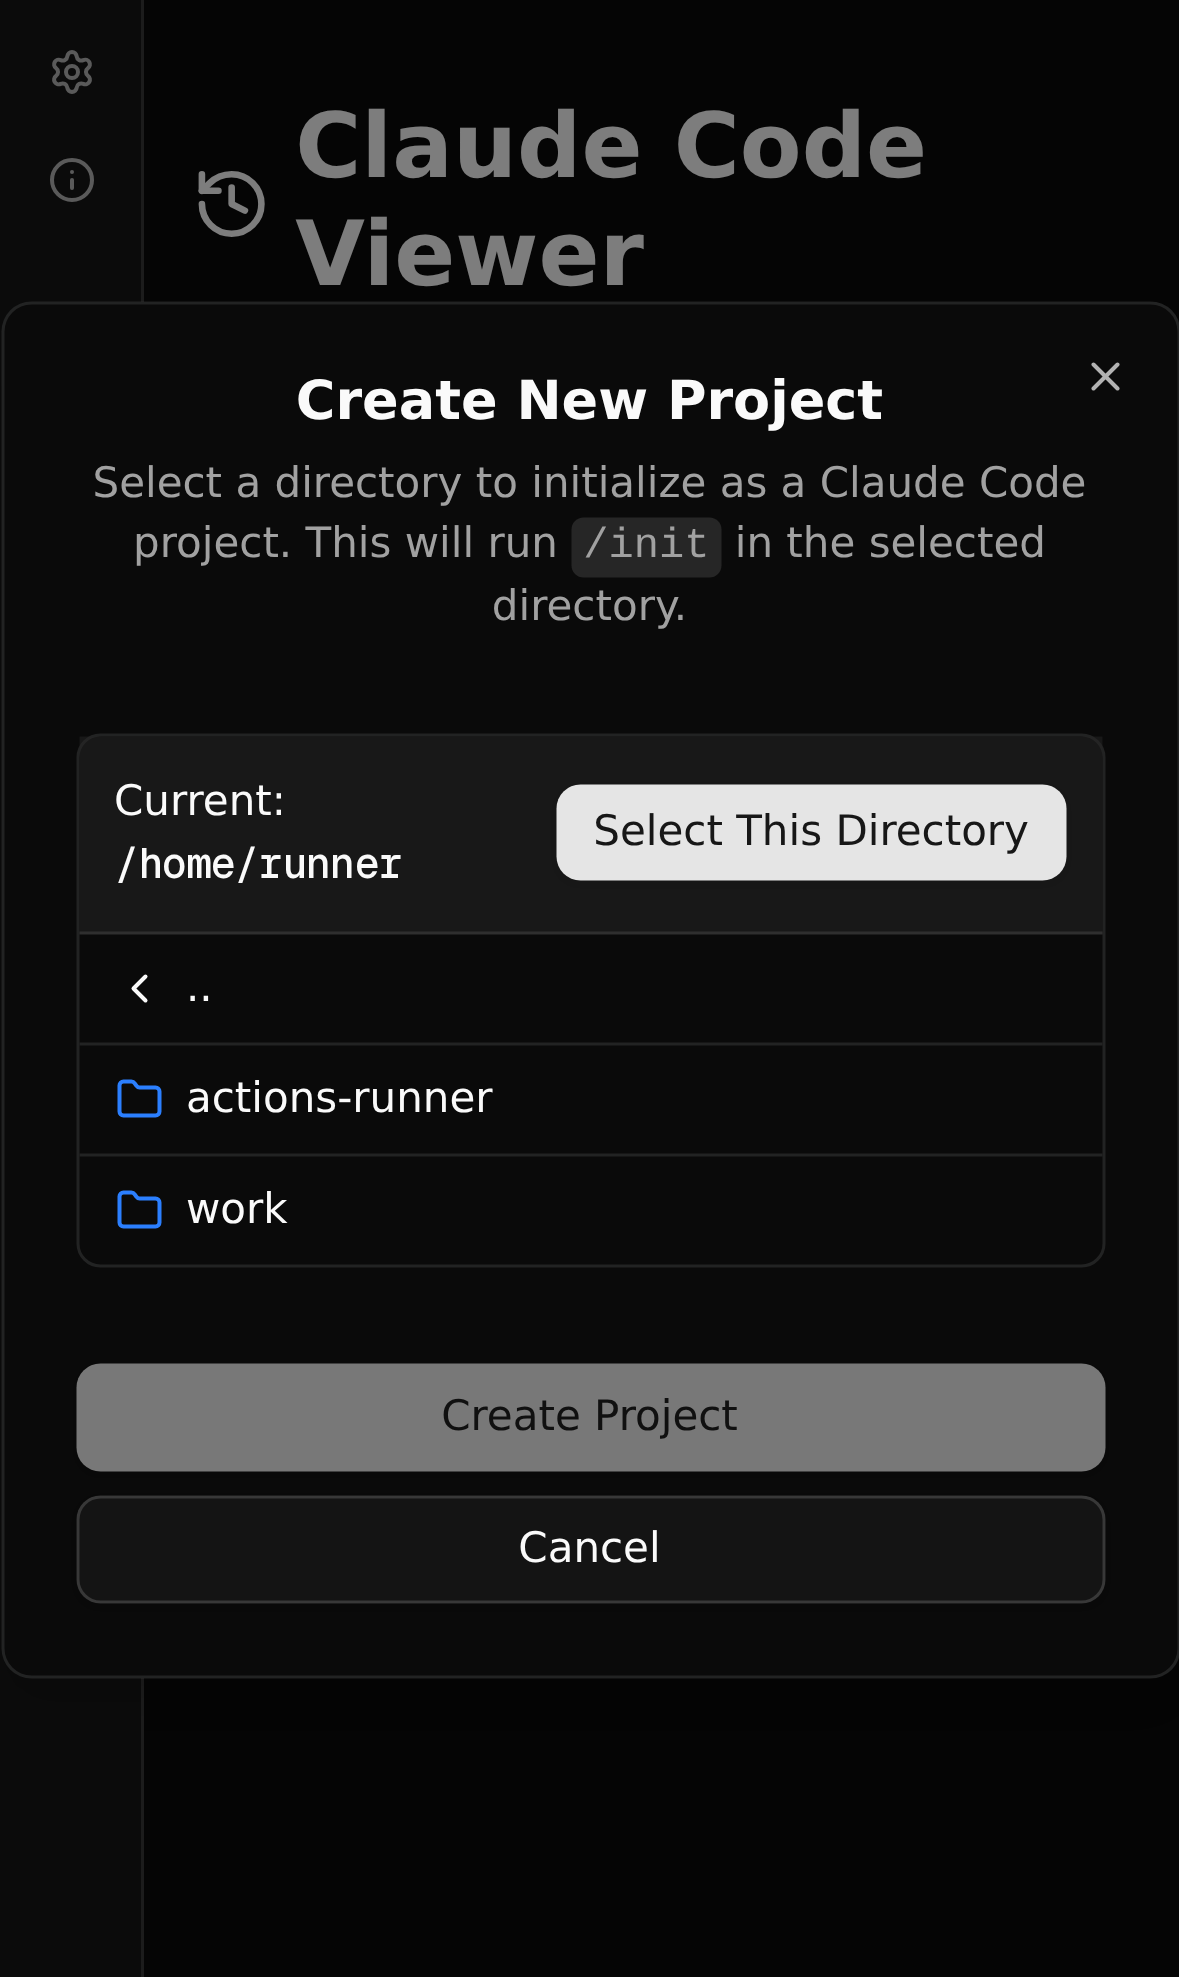 Claude Code
Viewer
Create New Project
Select a directory to initialize as a Claude Code
project. This will run /init in the selected
directory.
Current:
/home/runner
Select This Directory
..
actions-runner
work
Create Project
Cancel